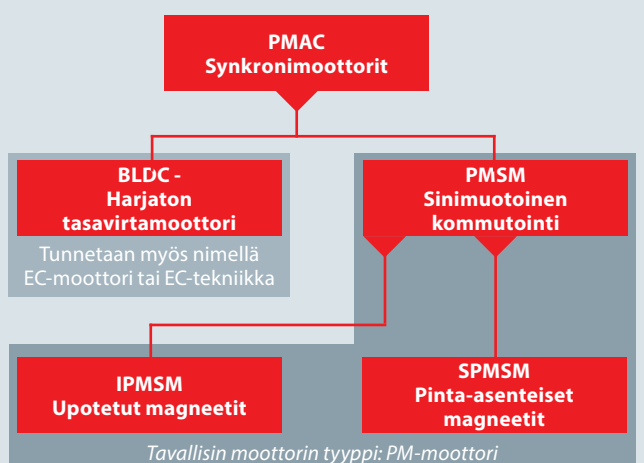 PMAC
Synkronimoottorit
BLDC -
Harjaton
tasavirtamoottori
Tunnetaan myös nimellä
EC-moottori tai EC-tekniikka
PMSM
Sinimuotoinen
kommutointi
IPMSM
Upotetut magneetit
SPMSM
Pinta-asenteiset
magneetit
Tavallisin moottorin tyyppi: PM-moottori